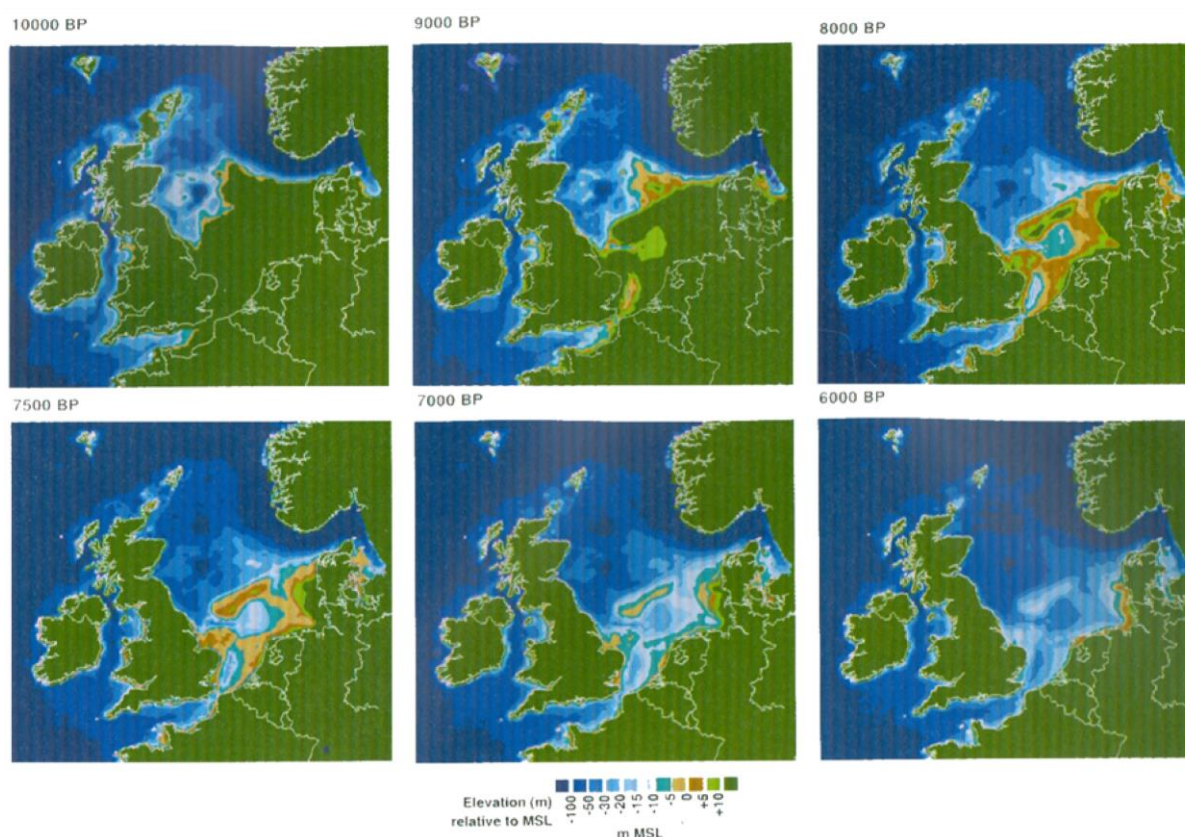 10000 BP
9000 BP
8000 BP
7500 BP
7000 BP
6000 BP
Elevation (m)
relative to MSL
-100
-50
-30
-20
-15
-10
-5
0
+5
+10
m MSL